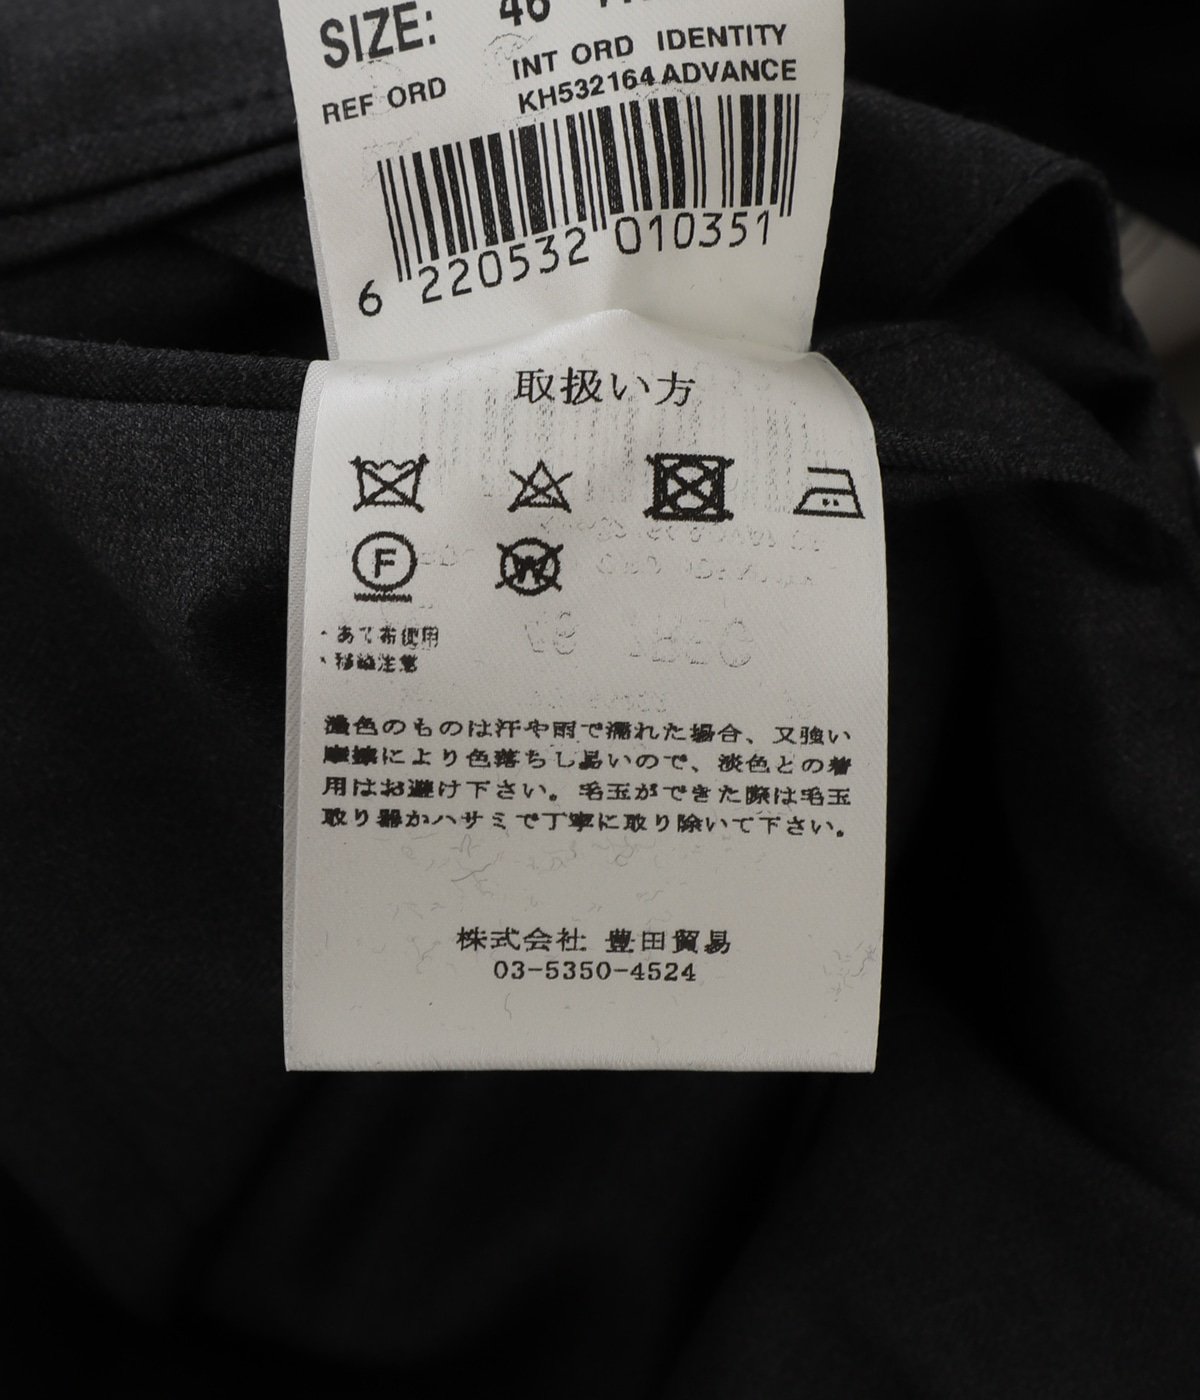 SIZE: 46
INT ORD IDENTITY
REF ORD KH532164 ADVANCE
6 220532 010351
取扱い方
F
W
・あて布使用
・移染注意
濃色のものは汗や雨で濡れた場合、又強い
摩擦により色落ちし易いので、淡色との着
用はお避け下さい。毛玉ができた際は毛玉
取り器かハサミで丁寧に取り除いて下さい。
株式会社 豊田貿易
03-5350-4524